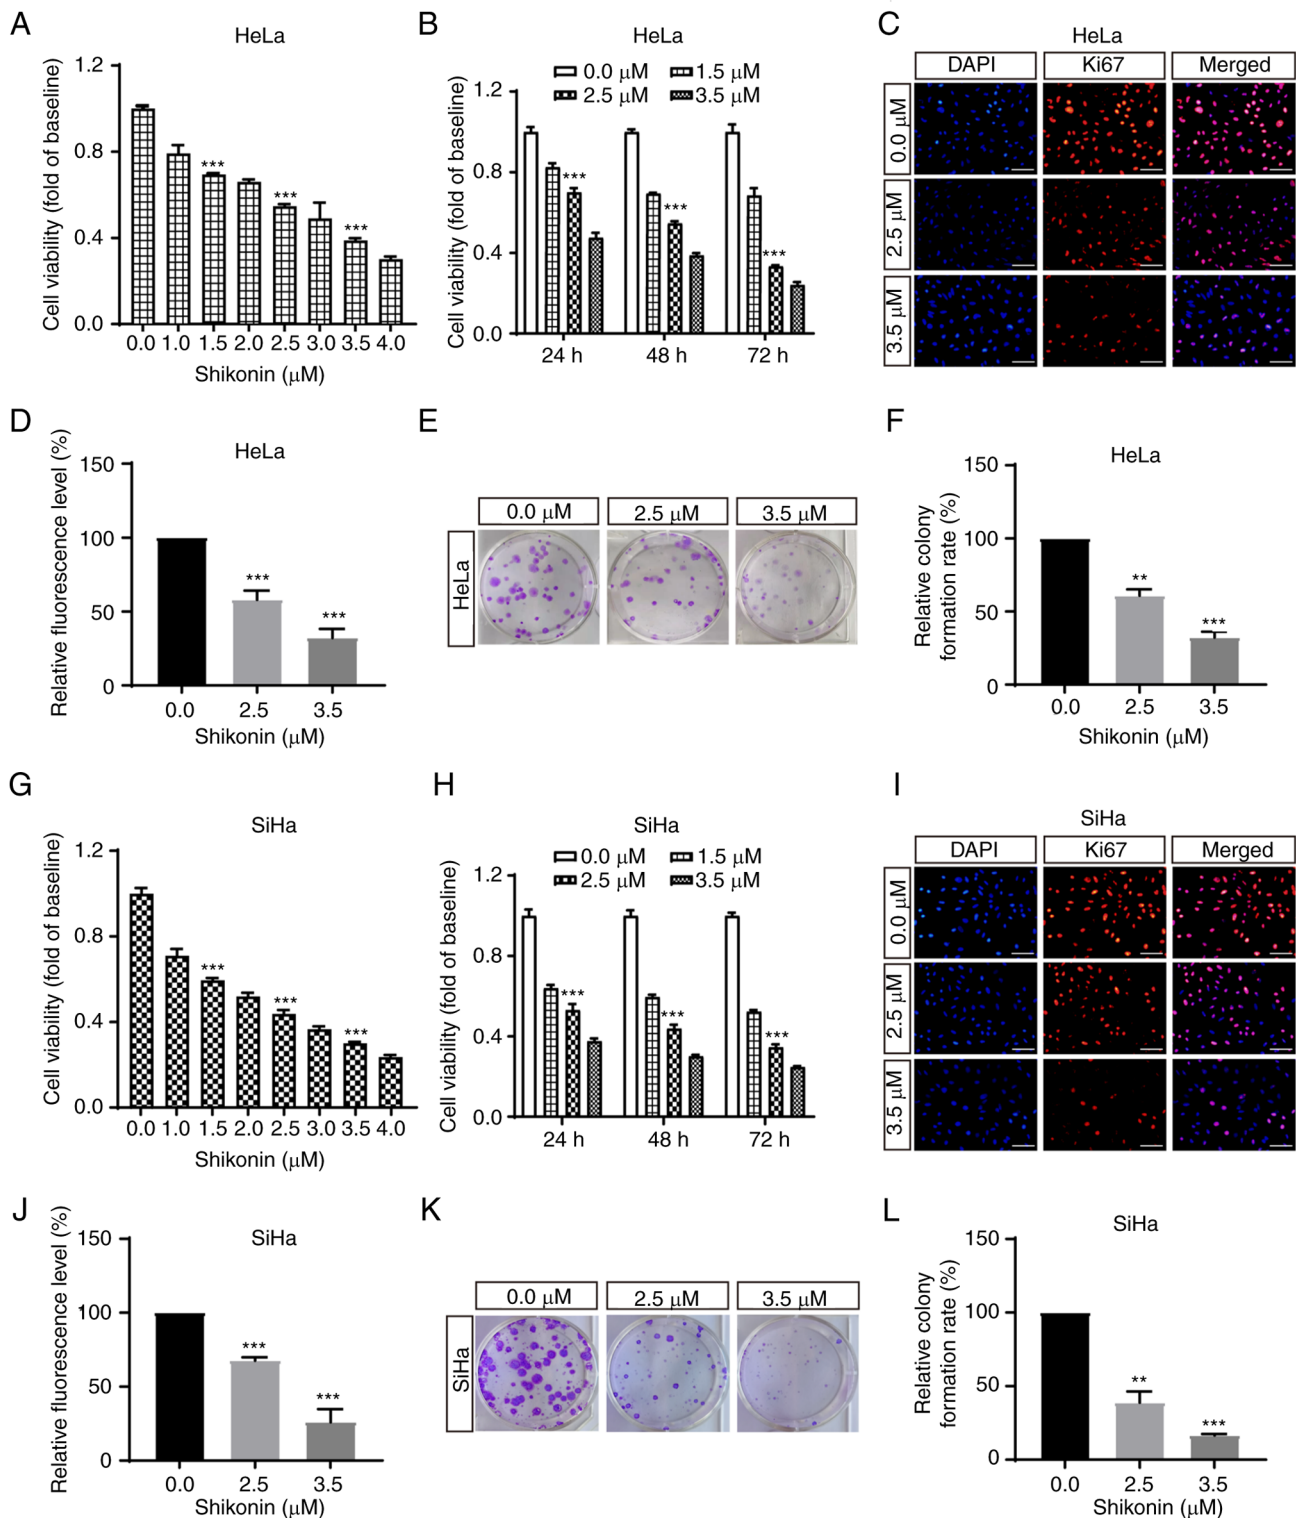 A
HeLa
Cell viability (fold of baseline)
1.2
0.8
0.4
0.0
***
***
***
0.0 1.0 1.5 2.0 2.5 3.0 3.5 4.0
Shikonin (μM)
B
HeLa
0.0 μM 1.5 μM
2.5 μM 3.5 μM
Cell viability (fold of baseline)
1.2
0.8
0.4
0.0
***
***
***
24 h 48 h 72 h
C
HeLa
DAPI Ki67 Merged
0.0 μM
2.5 μM
3.5 μM
D
HeLa
Relative fluorescence level (%)
150
100
50
0
***
***
0.0 2.5 3.5
Shikonin (μM)
E
0.0 μM 2.5 μM 3.5 μM
HeLa
F
HeLa
Relative colony
formation rate (%)
150
100
50
0
**
***
0.0 2.5 3.5
Shikonin (μM)
G
SiHa
Cell viability (fold of baseline)
1.2
0.8
0.4
0.0
***
***
***
0.0 1.0 1.5 2.0 2.5 3.0 3.5 4.0
Shikonin (μM)
H
SiHa
0.0 μM 1.5 μM
2.5 μM 3.5 μM
Cell viability (fold of baseline)
1.2
0.8
0.4
0.0
***
***
***
24 h 48 h 72 h
I
SiHa
DAPI Ki67 Merged
0.0 μM
2.5 μM
3.5 μM
J
SiHa
Relative fluorescence level (%)
150
100
50
0
***
***
0.0 2.5 3.5
Shikonin (μM)
K
0.0 μM 2.5 μM 3.5 μM
SiHa
L
SiHa
Relative colony
formation rate (%)
150
100
50
0
**
***
0.0 2.5 3.5
Shikonin (μM)